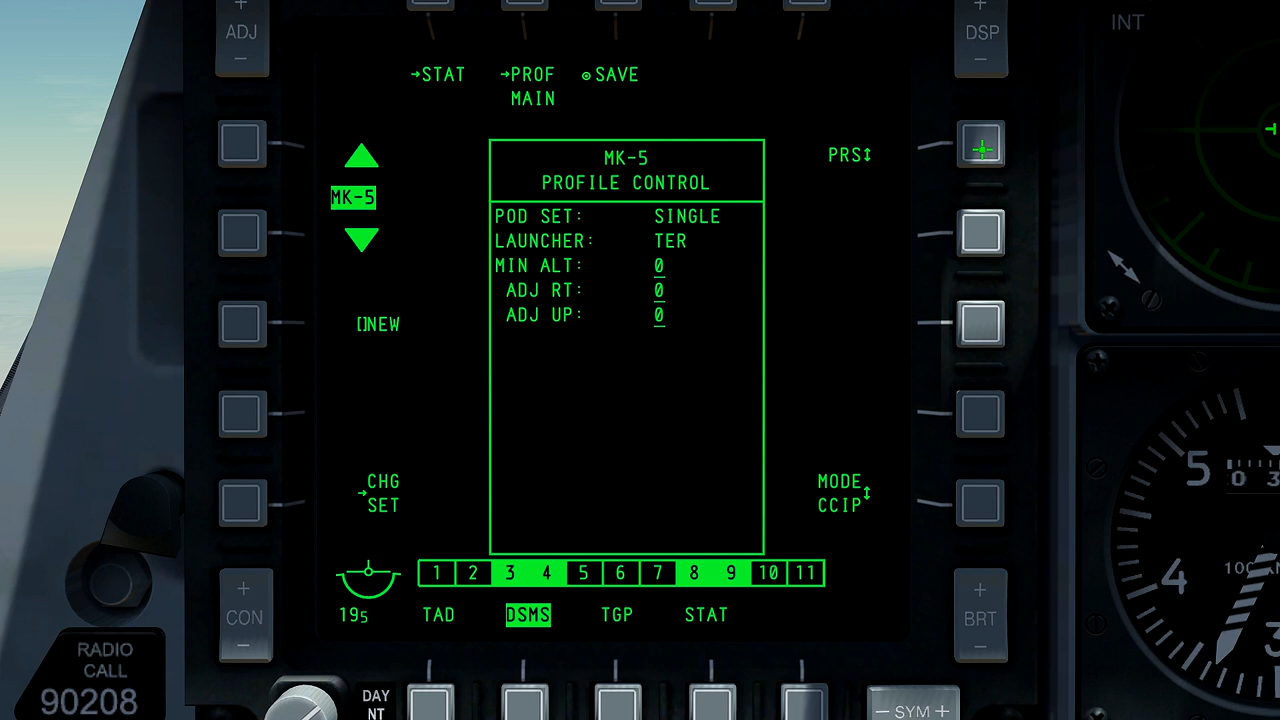 ADJ
DSP
INT
→STAT →PROF SAVE
MAIN
MK-5
PROFILE CONTROL
PRS↕
MK-5
POD SET: SINGLE
LAUNCHER: TER
MIN ALT: 0
ADJ RT: 0
ADJ UP: 0
[]NEW
→CHG
SET
MODE↕
CCIP
1 2 3 4 5 6 7 8 9 10 11
195 TAD DSMS TGP STAT
CON
BRT
5 0 3
4
3
RADIO
CALL
90208
DAY
NT
− SYM +